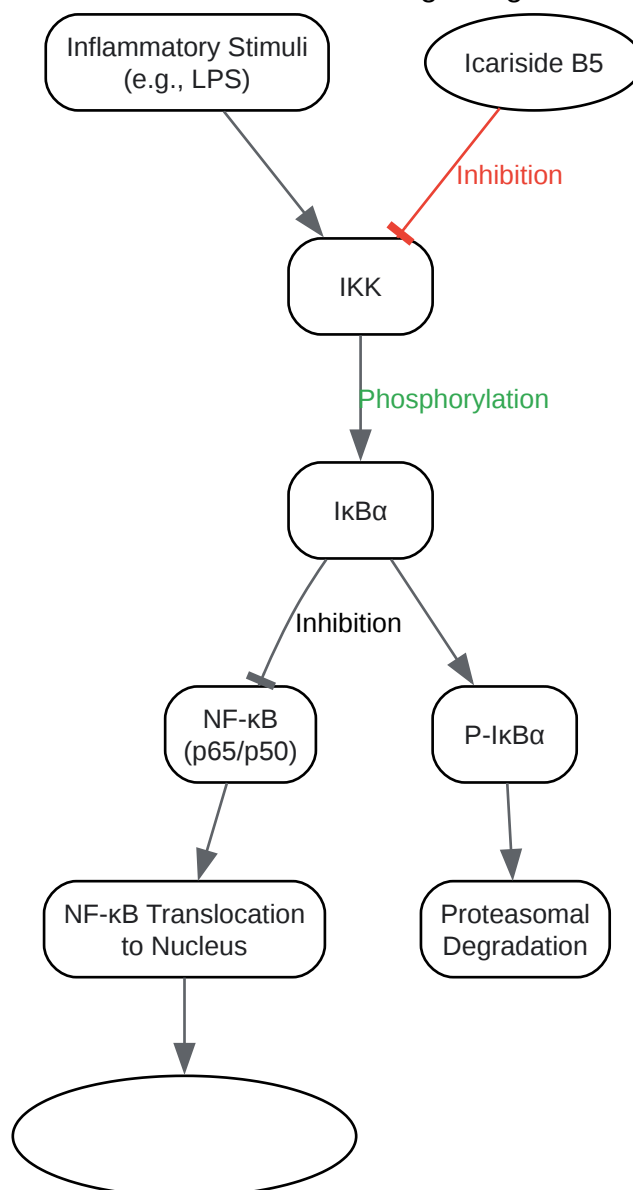 Inflammatory Stimuli
(e.g., LPS)
Icariside B5
Inhibition
IKK
Phosphorylation
IκBα
Inhibition
NF-κB
(p65/p50)
P-IκBα
NF-κB Translocation
to Nucleus
Proteasomal
Degradation